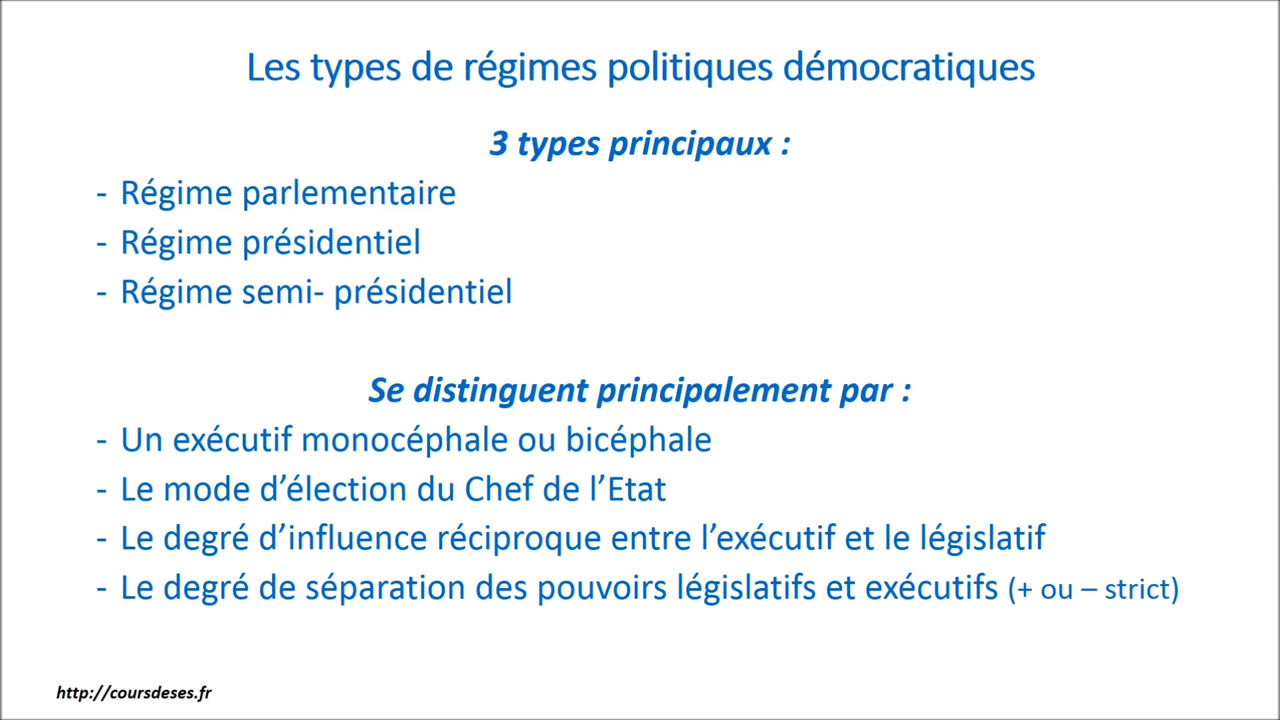 Les types de régimes politiques démocratiques
3 types principaux :
- Régime parlementaire
- Régime présidentiel
- Régime semi- présidentiel
Se distinguent principalement par :
- Un exécutif monocéphale ou bicéphale
- Le mode d’élection du Chef de l’Etat
- Le degré d’influence réciproque entre l’exécutif et le législatif
- Le degré de séparation des pouvoirs législatifs et exécutifs (+ ou – strict)
http://coursdeses.fr